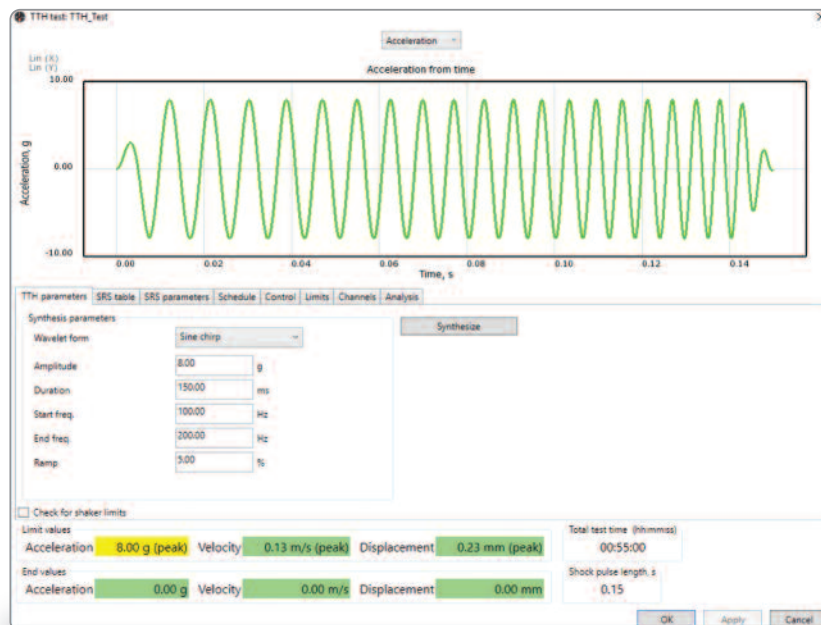 TTH test: TTH_Test
Acceleration
Lin (X)
Lin (Y)
Acceleration from time
10.00
0.00
-10.00
Acceleration, g
0.00 0.02 0.04 0.06 0.08 0.10 0.12 0.14
Time, s
TTH parameters SRS table SRS parameters Schedule Control Limits Channels Analysis
Synthesis parameters
Wavelet form Sine chirp Synthesize
Amplitude 8.00 g
Duration 150.00 ms
Start freq. 100.00 Hz
End freq. 200.00 Hz
Ramp 5.00 %
Check for shaker limits
Limit values Total test time (hh:mm:ss)
Acceleration 8.00 g (peak) Velocity 0.13 m/s (peak) Displacement 0.23 mm (peak) 00:55:00
End values Shock pulse length, s
Acceleration 0.00 g Velocity 0.00 m/s Displacement 0.00 mm 0.15
OK Apply Cancel